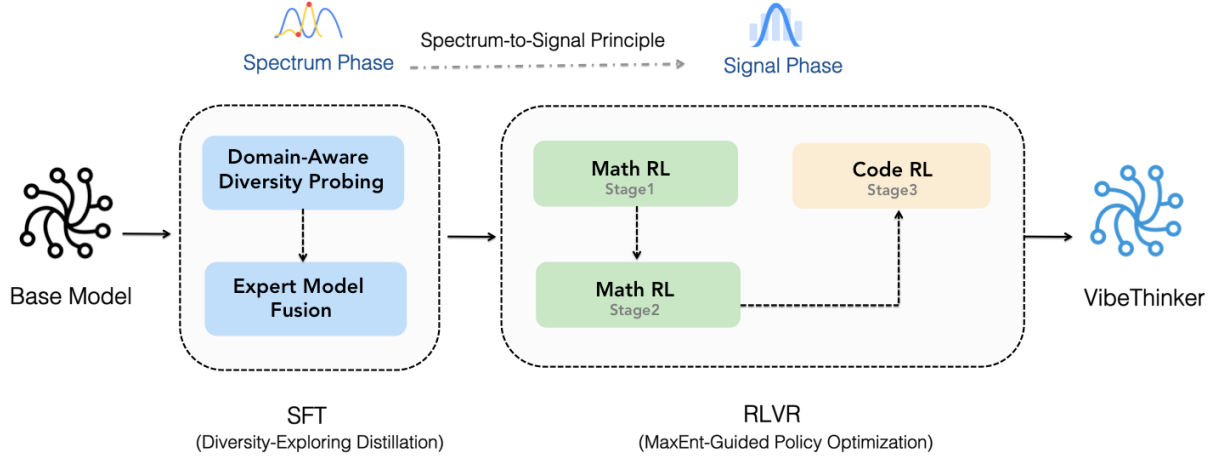 Spectrum-to-Signal Principle
Spectrum Phase
Signal Phase
Base Model
Domain-Aware
Diversity Probing
Expert Model
Fusion
Math RL
Stage1
Math RL
Stage2
Code RL
Stage3
VibeThinker
SFT
(Diversity-Exploring Distillation)
RLVR
(MaxEnt-Guided Policy Optimization)